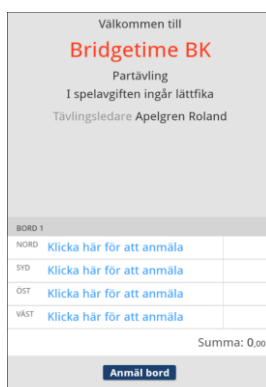 Välkommen till
Bridgetime BK
Partävling
I spelavgiften ingår lättfika
Tävlingsledare Apelgren Roland
BORD 1
NORD Klicka här för att anmäla
SYD Klicka här för att anmäla
ÖST Klicka här för att anmäla
VÄST Klicka här för att anmäla
Summa: 0,00
Anmäl bord